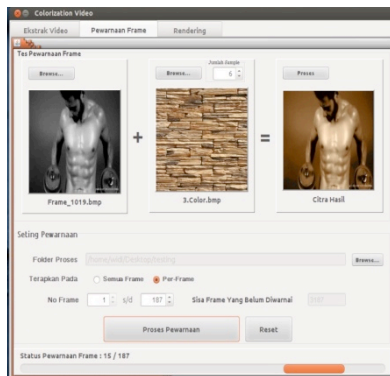 Colorization Video
Ekstrak Video
Pewarnaan Frame
Rendering
Tes Pewarnaan Frame
Browse...
Browse...
Jumlah Sample
6
Proses
Frame_1019.bmp
+
3.Color.bmp
=
Citra Hasil
Seting Pewarnaan
Folder Proses
Browse...
Terapkan Pada
Semua Frame
Per-Frame
No Frame
1
s/d
187
Sisa Frame Yang Belum Diwarnai
Proses Pewarnaan
Reset
Status Pewarnaan Frame : 15 / 187